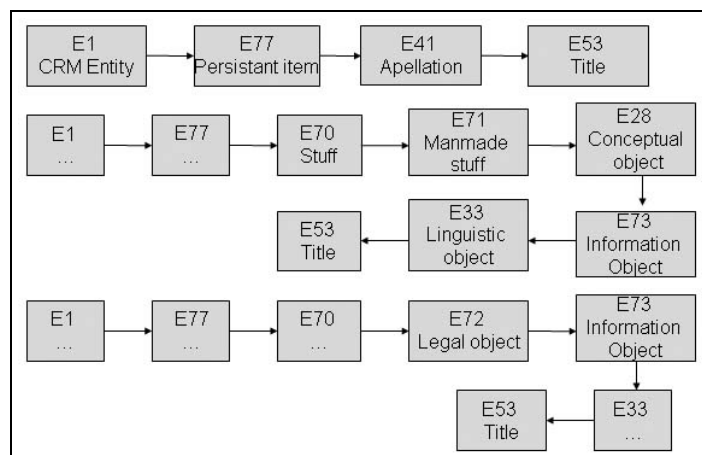 E1
CRM Entity
E77
Persistant item
E41
Apellation
E53
Title
E1
...
E77
...
E70
Stuff
E71
Manmade
stuff
E28
Conceptual
object
E53
Title
E33
Linguistic
object
E73
Information
Object
E1
...
E77
...
E70
...
E72
Legal object
E73
Information
Object
E53
Title
E33
...